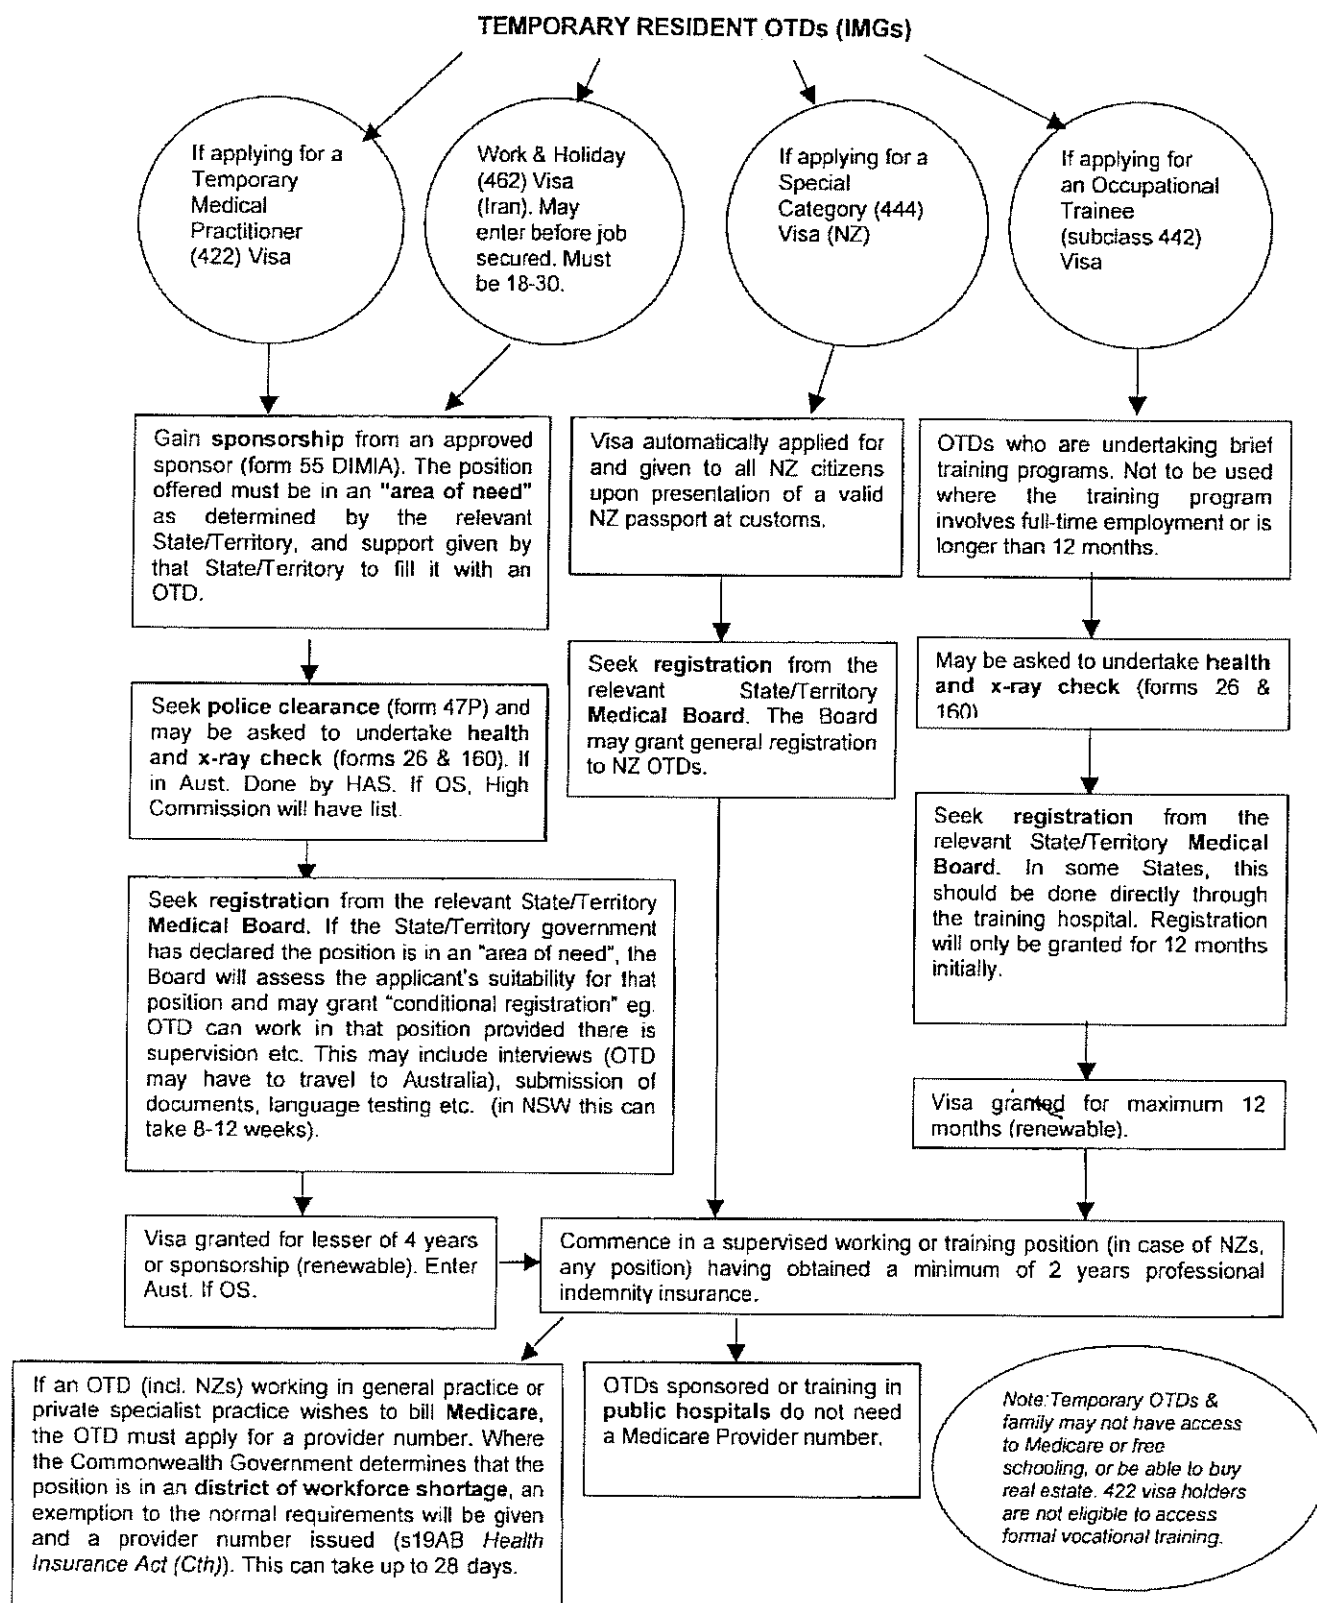 TEMPORARY RESIDENT OTDs (IMGs)
If applying for a
Temporary
Medical
Practitioner
(422) Visa
Work & Holiday
(462) Visa
(Iran). May
enter before job
secured. Must
be 18-30.
If applying for a
Special
Category (444)
Visa (NZ)
If applying for
an Occupational
Trainee
(subclass 442)
Visa
Gain sponsorship from an approved
sponsor (form 55 DIMIA). The position
offered must be in an "area of need"
as determined by the relevant
State/Territory, and support given by
that State/Territory to fill it with an
OTD.
Visa automatically applied for
and given to all NZ citizens
upon presentation of a valid
NZ passport at customs.
OTDs who are undertaking brief
training programs. Not to be used
where the training program
involves full-time employment or is
longer than 12 months.
Seek police clearance (form 47P) and
may be asked to undertake health
and x-ray check (forms 26 & 160). If
in Aust. Done by HAS. If OS, High
Commission will have list.
Seek registration from the
relevant State/Territory
Medical Board. The Board
may grant general registration
to NZ OTDs.
May be asked to undertake health
and x-ray check (forms 26 &
160)
Seek registration from the relevant State/Territory
Medical Board. If the State/Territory government
has declared the position is in an "area of need", the
Board will assess the applicant's suitability for that
position and may grant "conditional registration" eg.
OTD can work in that position provided there is
supervision etc. This may include interviews (OTD
may have to travel to Australia), submission of
documents, language testing etc. (in NSW this can
take 8-12 weeks).
Seek registration from the
relevant State/Territory Medical
Board. In some States, this
should be done directly through
the training hospital. Registration
will only be granted for 12 months
initially.
Visa granted for maximum 12
months (renewable).
Visa granted for lesser of 4 years
or sponsorship (renewable). Enter
Aust. If OS.
Commence in a supervised working or training position (in case of NZs,
any position) having obtained a minimum of 2 years professional
indemnity insurance.
If an OTD (incl. NZs) working in general practice or
private specialist practice wishes to bill Medicare,
the OTD must apply for a provider number. Where
the Commonwealth Government determines that the
position is in an district of workforce shortage, an
exemption to the normal requirements will be given
and a provider number issued (s19AB Health
Insurance Act (Cth)). This can take up to 28 days.
OTDs sponsored or training in
public hospitals do not need
a Medicare Provider number.
Note:Temporary OTDs &
family may not have access
to Medicare or free
schooling, or be able to buy
real estate. 422 visa holders
are not eligible to access
formal vocational training.